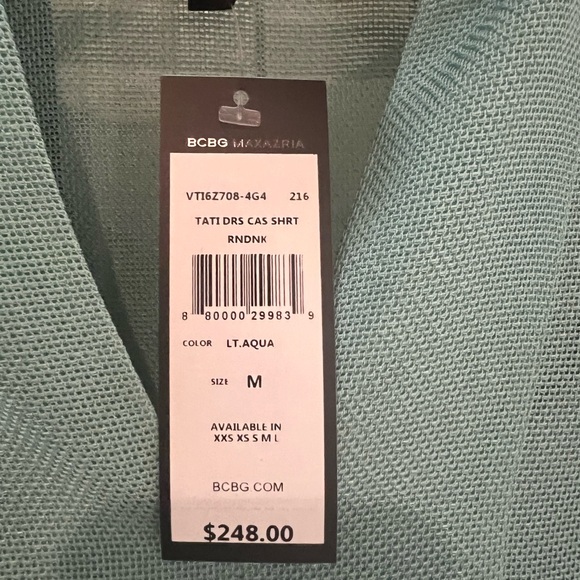 BCBG MAXAZRIA
VTI6Z708-4G4 216
TATI DRS CAS SHRT
RNDNK
8 80000 29983 9
COLOR LT.AQUA
SIZE M
AVAILABLE IN
XXS XS S M L
BCBG.COM
$248.00